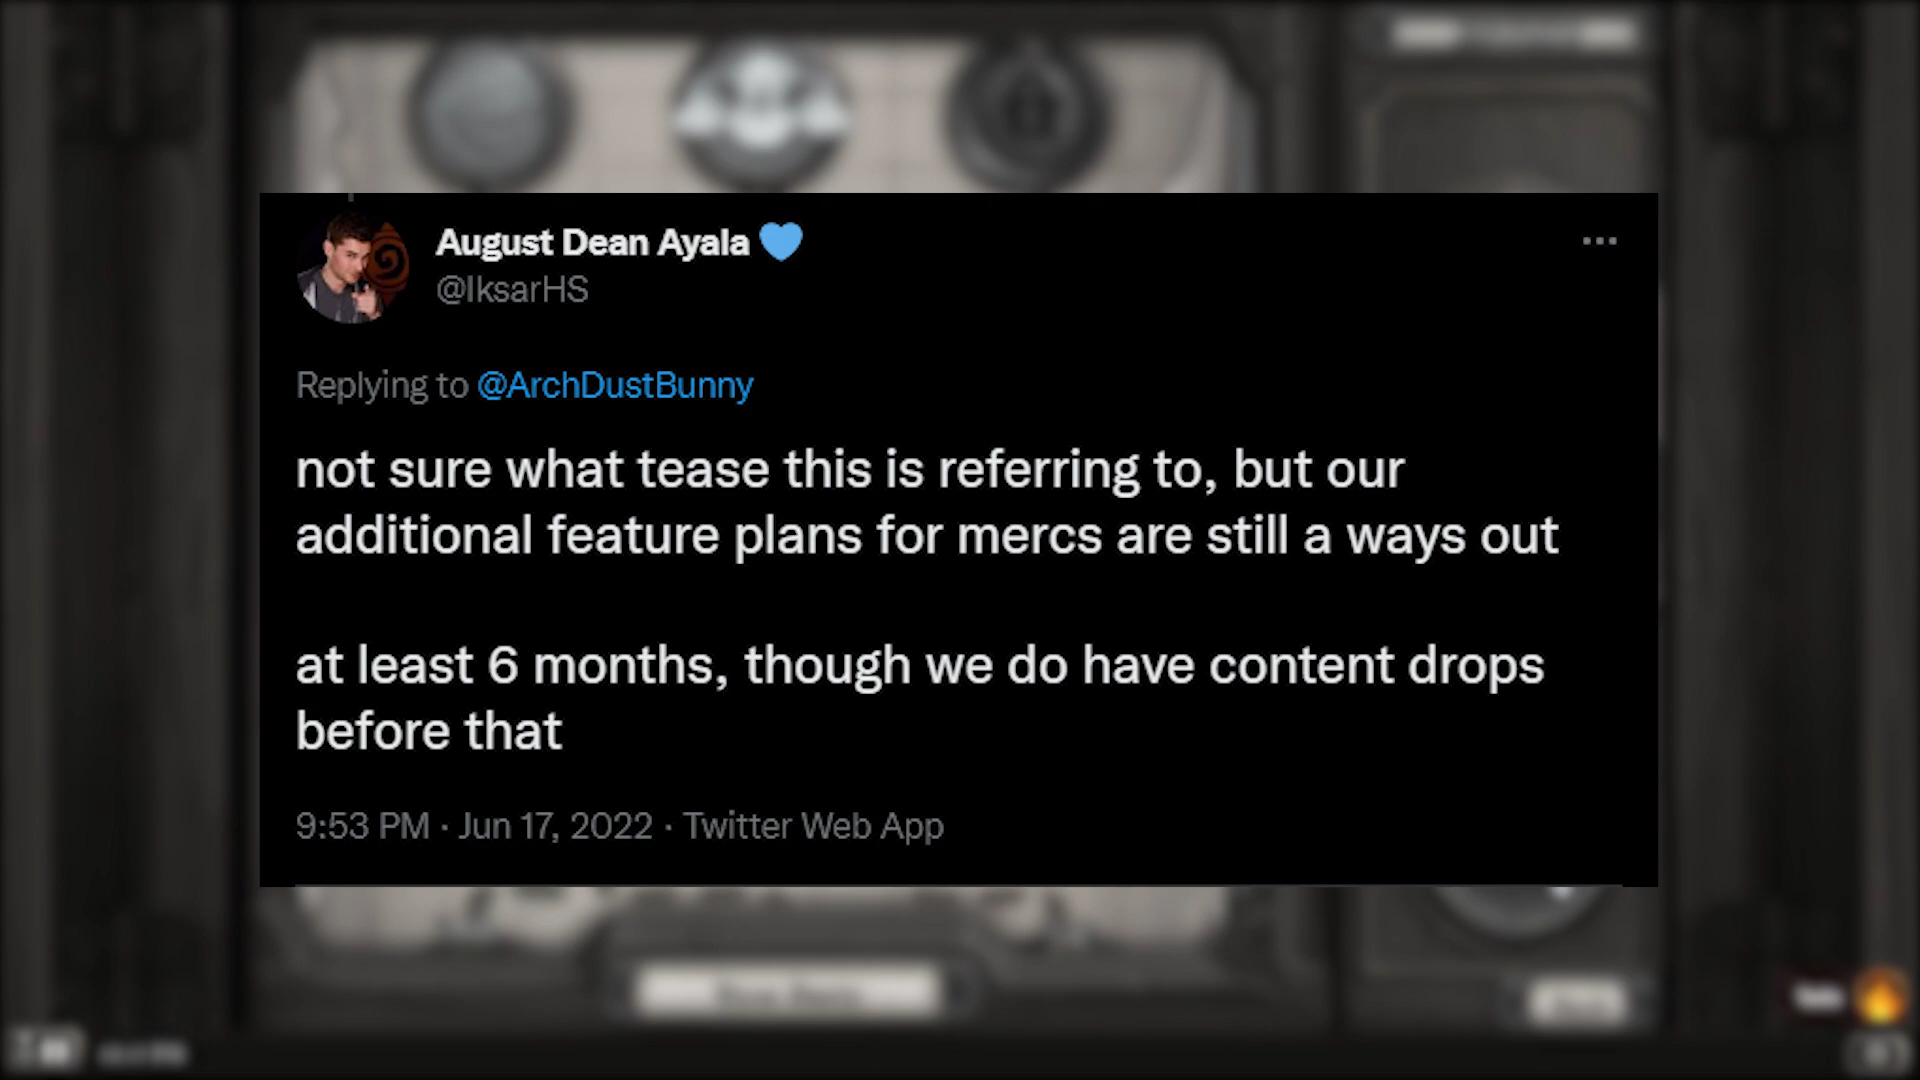 August Dean Ayala 💙
@IksarHS
Replying to @ArchDustBunny
not sure what tease this is referring to, but our
additional feature plans for mercs are still a ways out
at least 6 months, though we do have content drops
before that
9:53 PM · Jun 17, 2022 · Twitter Web App